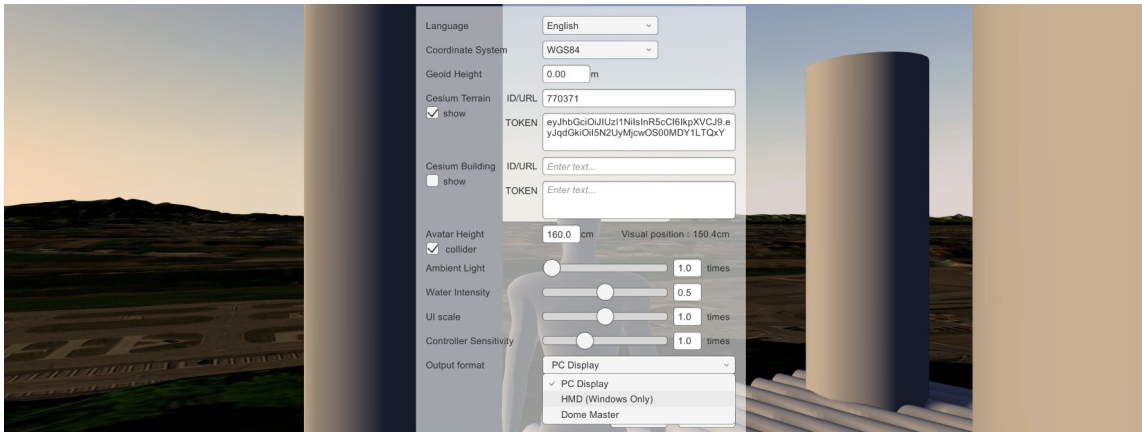 Language English
Coordinate System WGS84
Geoid Height 0.00 m
Cesium Terrain ID/URL 770371
show
TOKEN eyJhbGciOiJIUzI1NiIsInR5cCI6IkpXVCJ9.e
yJqdGkiOiI5N2UyMjcwOS00MDY1LTQxY
Cesium Building ID/URL Enter text...
show
TOKEN Enter text...
Avatar Height 160.0 cm Visual position : 150.4cm
collider
Ambient Light 1.0 times
Water Intensity 0.5
UI scale 1.0 times
Controller Sensitivity 1.0 times
Output format PC Display
PC Display
HMD (Windows Only)
Dome Master